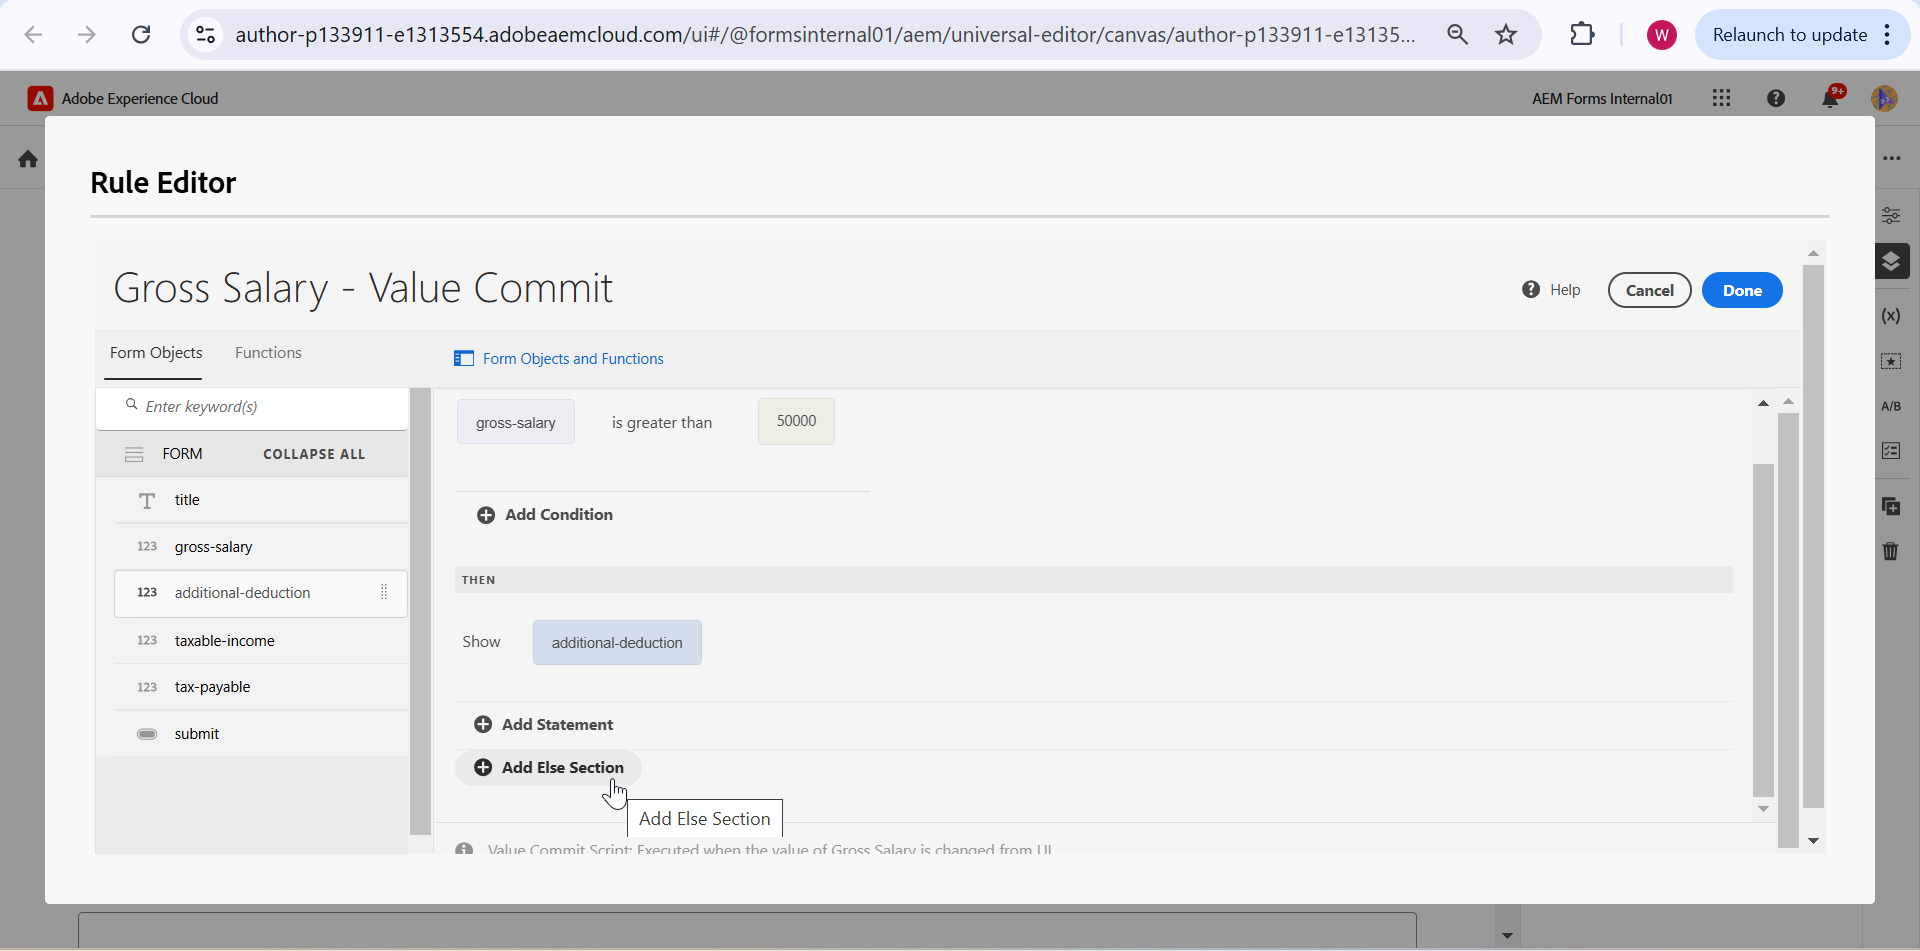 author-p133911-e1313554.adobeaemcloud.com/ui#/@formsinternal01/aem/universal-editor/canvas/author-p133911-e13135...
W
Relaunch to update
Adobe Experience Cloud
AEM Forms Internal01
9+
Rule Editor
Gross Salary - Value Commit
Help
Cancel
Done
Form Objects
Functions
Form Objects and Functions
Enter keyword(s)
gross-salary
is greater than
50000
FORM
COLLAPSE ALL
title
Add Condition
123 gross-salary
THEN
123 additional-deduction
123 taxable-income
Show
additional-deduction
123 tax-payable
Add Statement
submit
Add Else Section
Add Else Section
Value Commit Script: Executed when the value of Gross Salary is changed from UI
(x)
A/B